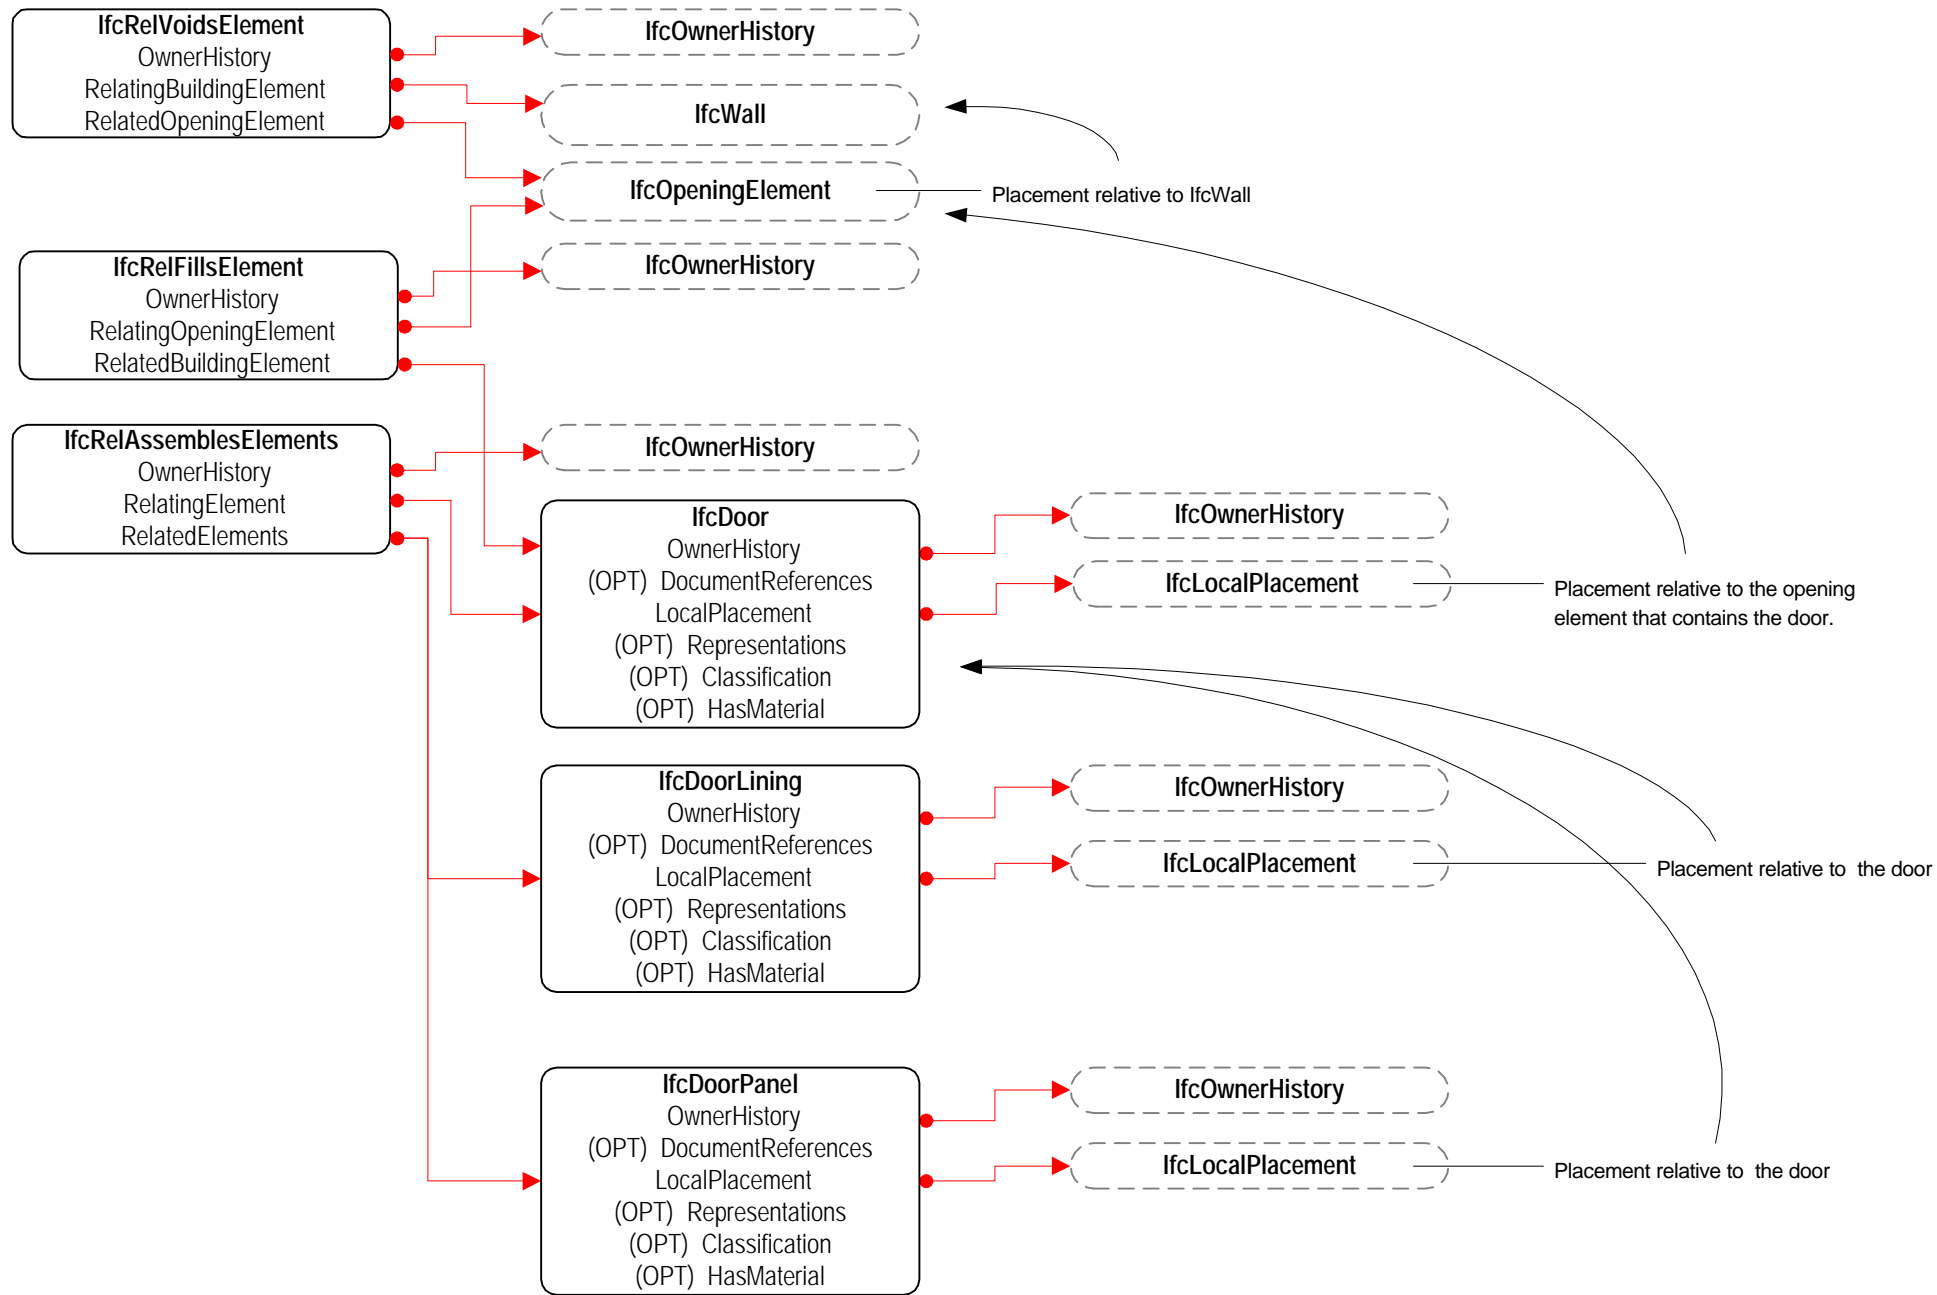 IfcRelVoidsElement
OwnerHistory
RelatingBuildingElement
RelatedOpeningElement
IfcOwnerHistory
IfcWall
IfcOpeningElement
Placement relative to IfcWall
IfcRelFillsElement
OwnerHistory
RelatingOpeningElement
RelatedBuildingElement
IfcOwnerHistory
IfcRelAssemblesElements
OwnerHistory
RelatingElement
RelatedElements
IfcOwnerHistory
IfcDoor
OwnerHistory
(OPT) DocumentReferences
LocalPlacement
(OPT) Representations
(OPT) Classification
(OPT) HasMaterial
IfcOwnerHistory
IfcLocalPlacement
Placement relative to the opening
element that contains the door.
IfcDoorLining
OwnerHistory
(OPT) DocumentReferences
LocalPlacement
(OPT) Representations
(OPT) Classification
(OPT) HasMaterial
IfcOwnerHistory
IfcLocalPlacement
Placement relative to the door
IfcDoorPanel
OwnerHistory
(OPT) DocumentReferences
LocalPlacement
(OPT) Representations
(OPT) Classification
(OPT) HasMaterial
IfcOwnerHistory
IfcLocalPlacement
Placement relative to the door